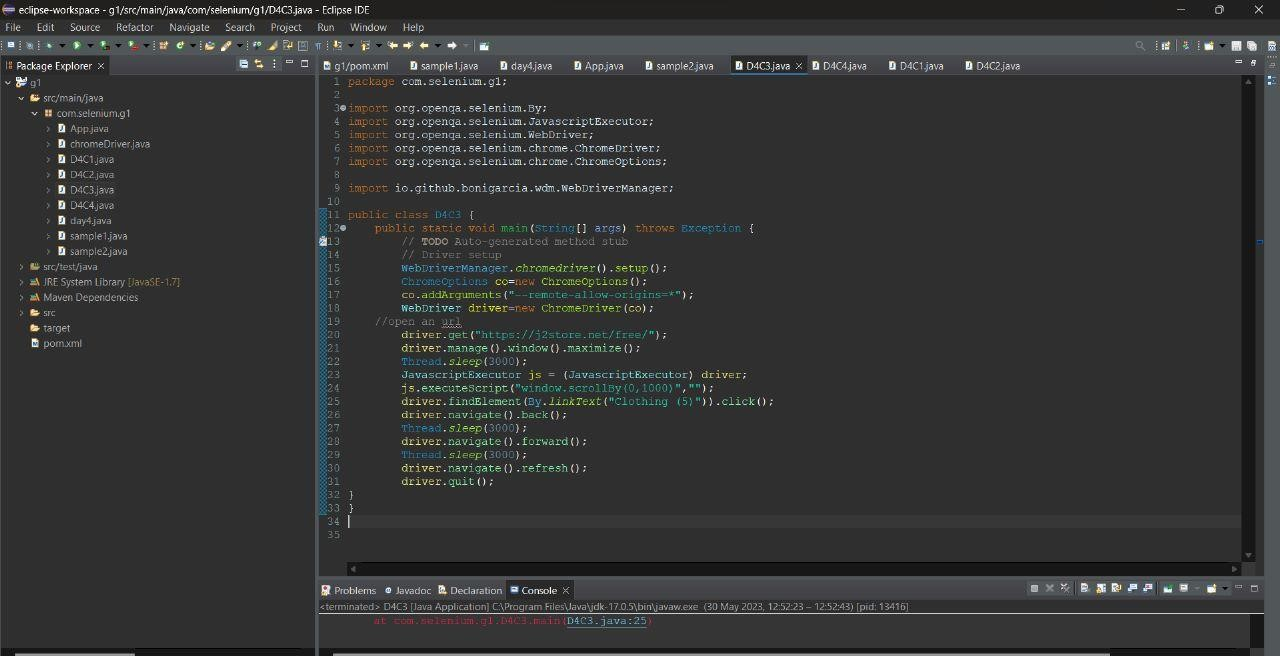 eclipse-workspace - g1/src/main/java/com/selenium/g1/D4C3.java - Eclipse IDE
File Edit Source Refactor Navigate Search Project Run Window Help
Package Explorer
g1
src/main/java
com.selenium.g1
App.java
chromeDriver.java
D4C1.java
D4C2.java
D4C3.java
D4C4.java
day4.java
sample1.java
sample2.java
src/test/java
JRE System Library [JavaSE-1.7]
Maven Dependencies
src
target
pom.xml
g1/pom.xml sample1.java day4.java App.java sample2.java D4C3.java D4C4.java D4C1.java D4C2.java
1 package com.selenium.g1;
2
3 import org.openqa.selenium.By;
4 import org.openqa.selenium.JavascriptExecutor;
5 import org.openqa.selenium.WebDriver;
6 import org.openqa.selenium.chrome.ChromeDriver;
7 import org.openqa.selenium.chrome.ChromeOptions;
8
9 import io.github.bonigarcia.wdm.WebDriverManager;
10
11 public class D4C3 {
12 public static void main(String[] args) throws Exception {
13 // TODO Auto-generated method stub
14 // Driver setup
15 WebDriverManager.chromedriver().setup();
16 ChromeOptions co=new ChromeOptions();
17 co.addArguments("--remote-allow-origins=*");
18 WebDriver driver=new ChromeDriver(co);
19 //open an url
20 driver.get("https://j2store.net/free/");
21 driver.manage().window().maximize();
22 Thread.sleep(3000);
23 JavascriptExecutor js = (JavascriptExecutor) driver;
24 js.executeScript("window.scrollBy(0,1000)","");
25 driver.findElement(By.linkText("Clothing (5)")).click();
26 driver.navigate().back();
27 Thread.sleep(3000);
28 driver.navigate().forward();
29 Thread.sleep(3000);
30 driver.navigate().refresh();
31 driver.quit();
32 }
33 }
34
35
Problems Javadoc Declaration Console
<terminated> D4C3 [Java Application] C:\Program Files\Java\jdk-17.0.5\bin\javaw.exe (30 May 2023, 12:52:23 – 12:52:43) [pid: 13416]
at com.selenium.g1.D4C3.main(D4C3.java:25)